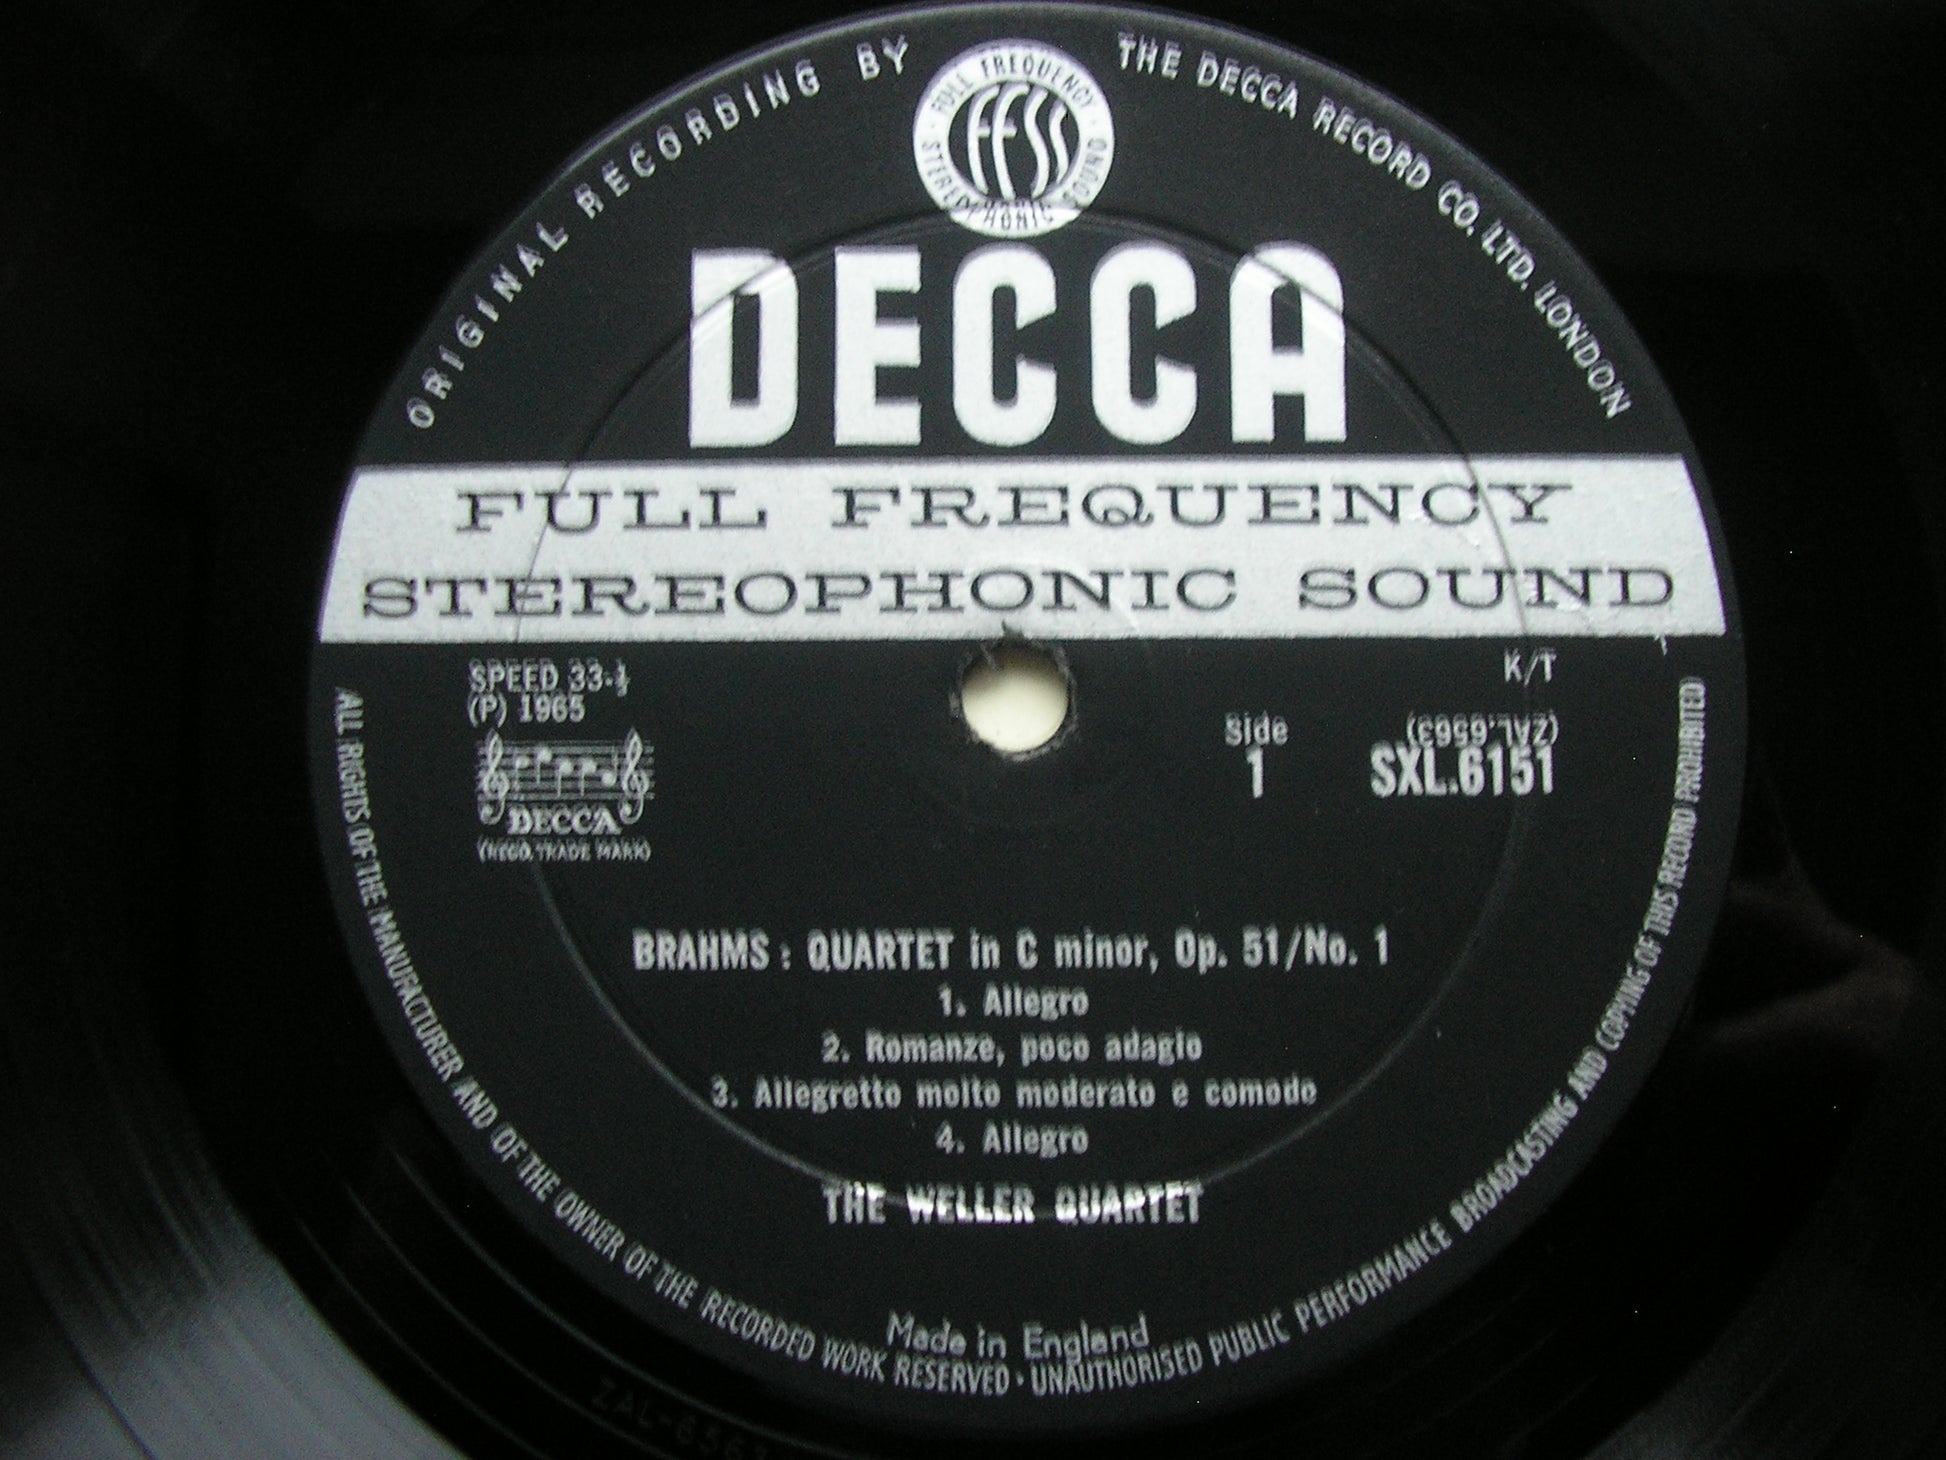 ORIGINAL RECORDING BY THE DECCA RECORD CO. LTD. LONDON
FULL FREQUENCY
FFSS
STEREOPHONIC SOUND
DECCA
FULL FREQUENCY
STEREOPHONIC SOUND
SPEED 33-⅓
(P) 1965
K/T
Side
1
(ZAL.6563)
SXL.6151
DECCA
(REGD. TRADE MARK)
BRAHMS : QUARTET in C minor, Op. 51/No. 1
1. Allegro
2. Romanze, poco adagio
3. Allegretto molto moderato e comodo
4. Allegro
THE WELLER QUARTET
Made in England
ALL RIGHTS OF THE MANUFACTURER AND OF THE OWNER OF THE RECORDED WORK RESERVED · UNAUTHORISED PUBLIC PERFORMANCE BROADCASTING AND COPYING OF THIS RECORD PROHIBITED
ZAL-6563